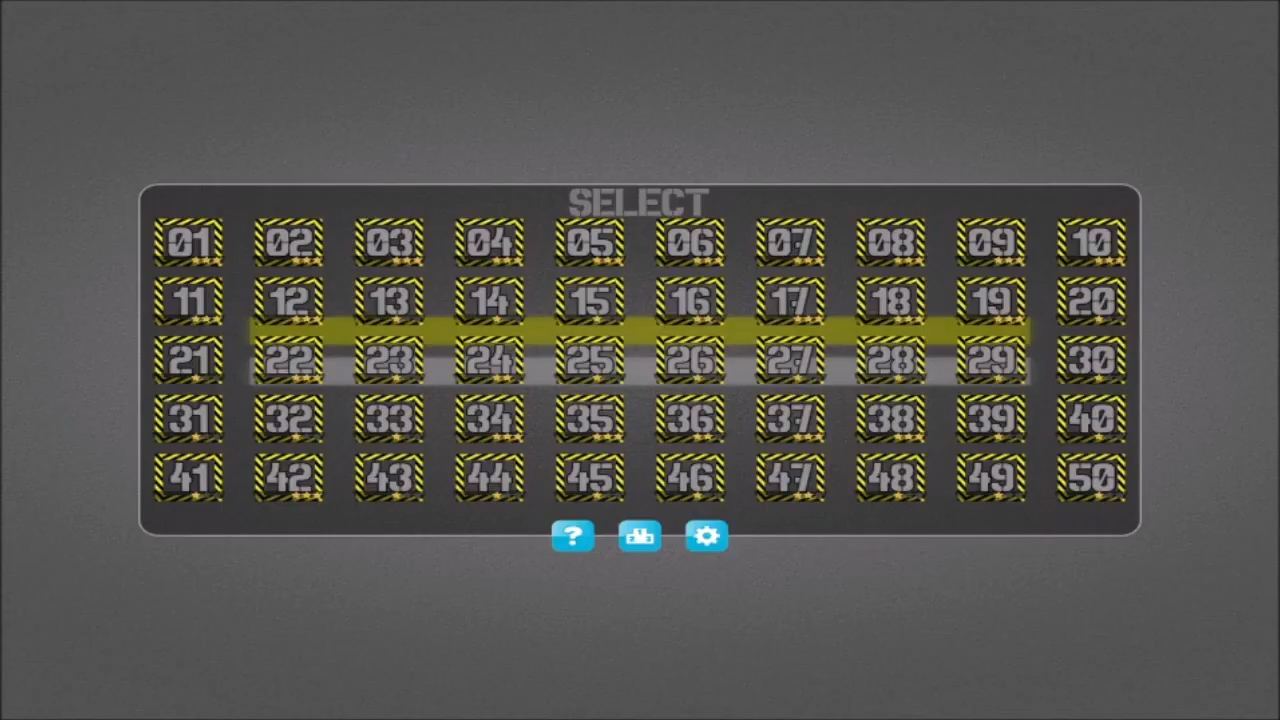 SELECT
01 02 03 04 05 06 07 08 09 10
11 12 13 14 15 16 17 18 19 20
21 22 23 24 25 26 27 28 29 30
31 32 33 34 35 36 37 38 39 40
41 42 43 44 45 46 47 48 49 50
?